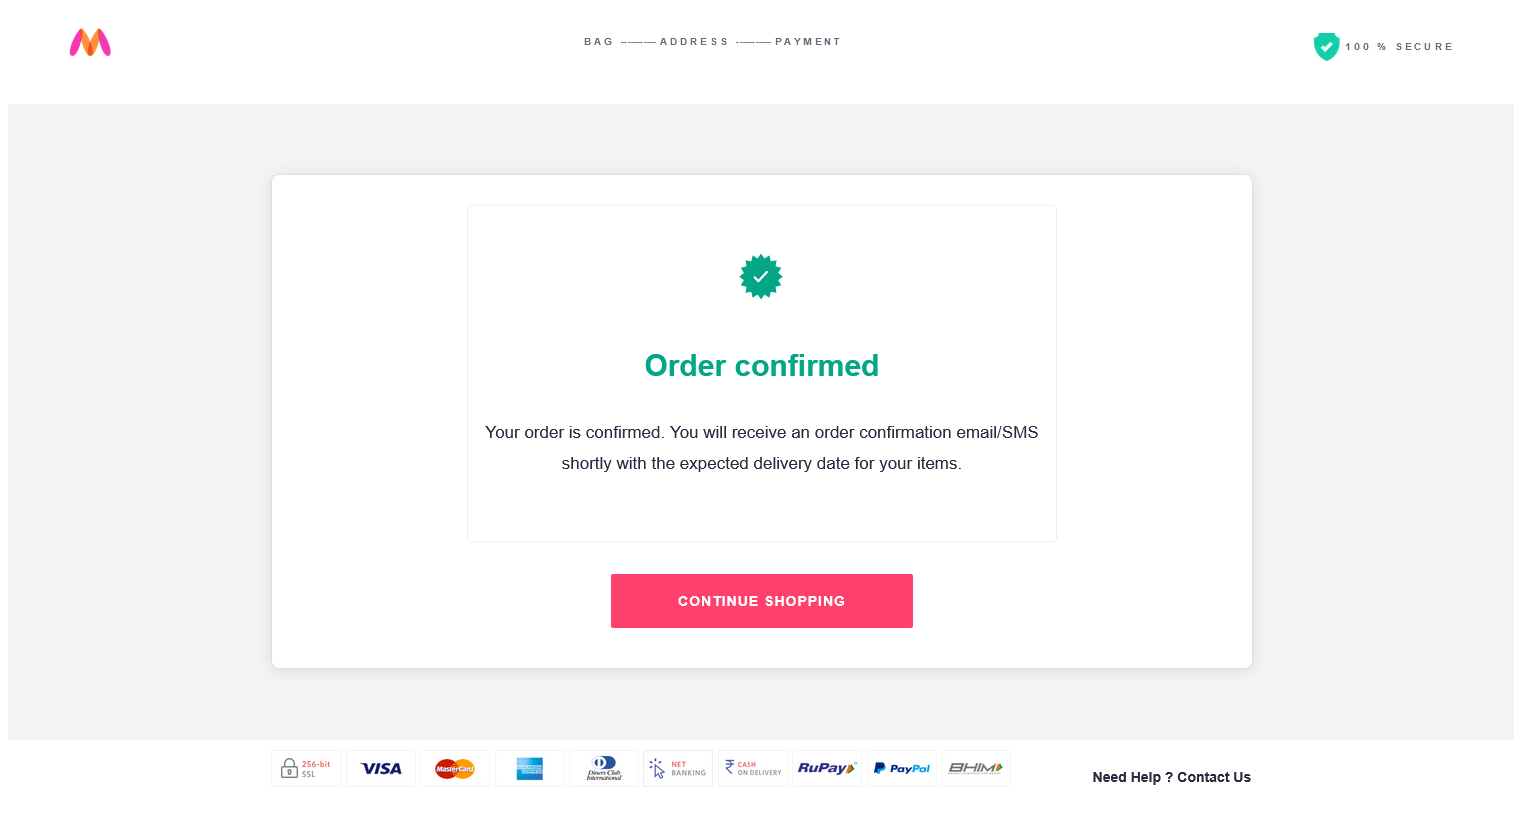 BAG ----------- ADDRESS ----------- PAYMENT
100 % SECURE
Order confirmed
Your order is confirmed. You will receive an order confirmation email/SMS
shortly with the expected delivery date for your items.
CONTINUE SHOPPING
256-bit
SSL
VISA
MasterCard
AMERICAN
EXPRESS
Diners Club
International
NET
BANKING
CASH
ON DELIVERY
RuPay
PayPal
BHIM
Need Help ? Contact Us